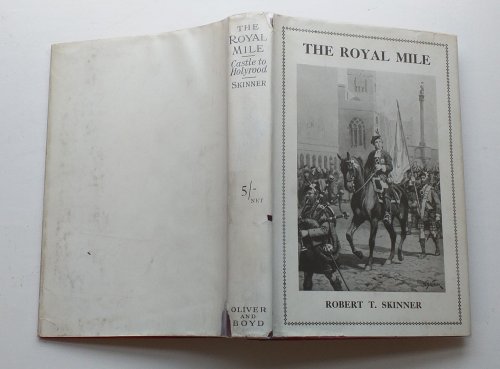 THE
ROYAL
MILE
Castle to
Holyrood
SKINNER
5/-
NET
OLIVER
AND
BOYD
THE ROYAL MILE
ROBERT T. SKINNER